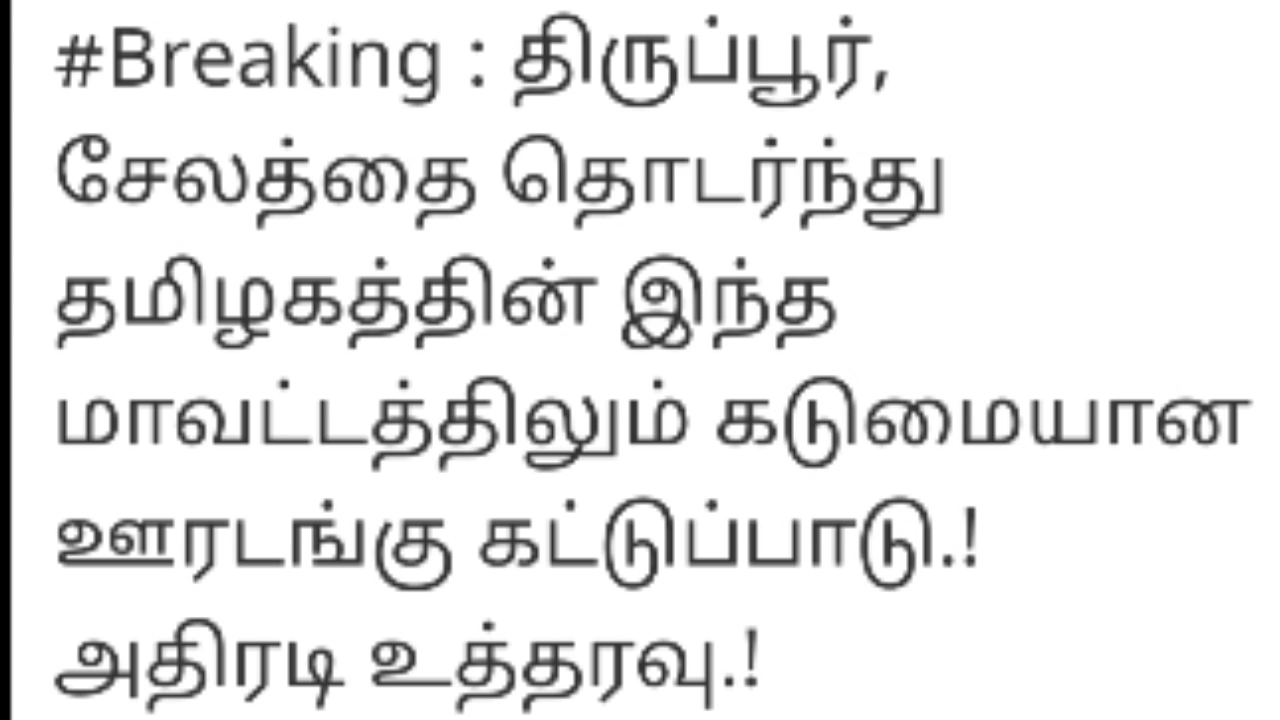 #Breaking : திருப்பூர்,
சேலத்தை தொடர்ந்து
தமிழகத்தின் இந்த
மாவட்டத்திலும் கடுமையான
ஊரடங்கு கட்டுப்பாடு.!
அதிரடி உத்தரவு.!